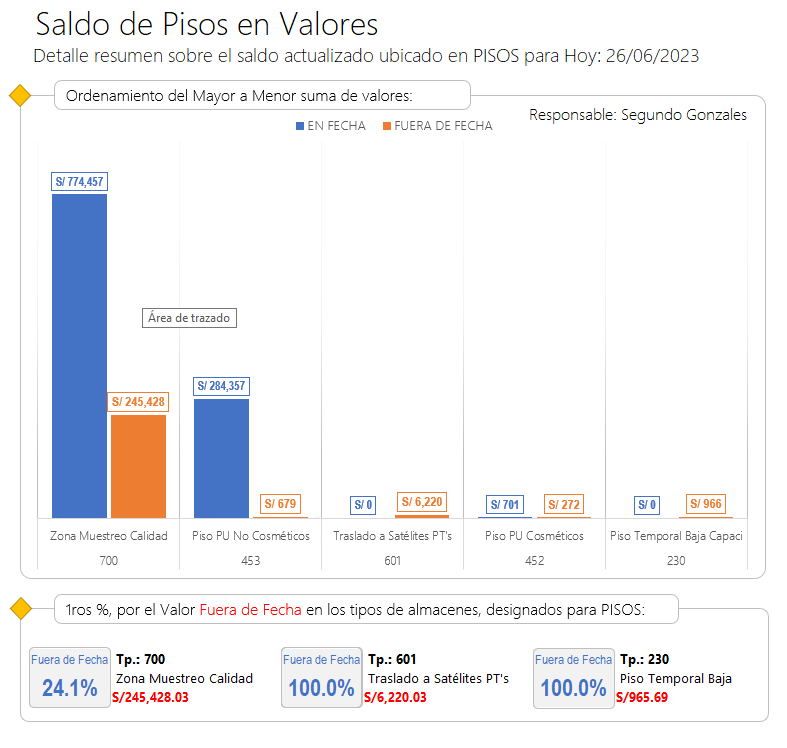 Saldo de Pisos en Valores
Detalle resumen sobre el saldo actualizado ubicado en PISOS para Hoy: 26/06/2023
Ordenamiento del Mayor a Menor suma de valores:
Responsable: Segundo Gonzales
EN FECHA FUERA DE FECHA
S/ 774,457
Área de trazado
S/ 284,357
S/ 245,428
S/ 679 S/ 0 S/ 6,220 S/ 701 S/ 272 S/ 0 S/ 966
Zona Muestreo Calidad Piso PU No Cosméticos Traslado a Satélites PT's Piso PU Cosméticos Piso Temporal Baja Capaci
700 453 601 452 230
1ros %, por el Valor Fuera de Fecha en los tipos de almacenes, designados para PISOS:
Fuera de Fecha
24.1%
Tp.: 700
Zona Muestreo Calidad
S/245,428.03
Fuera de Fecha
100.0%
Tp.: 601
Traslado a Satélites PT's
S/6,220.03
Fuera de Fecha
100.0%
Tp.: 230
Piso Temporal Baja
S/965.69